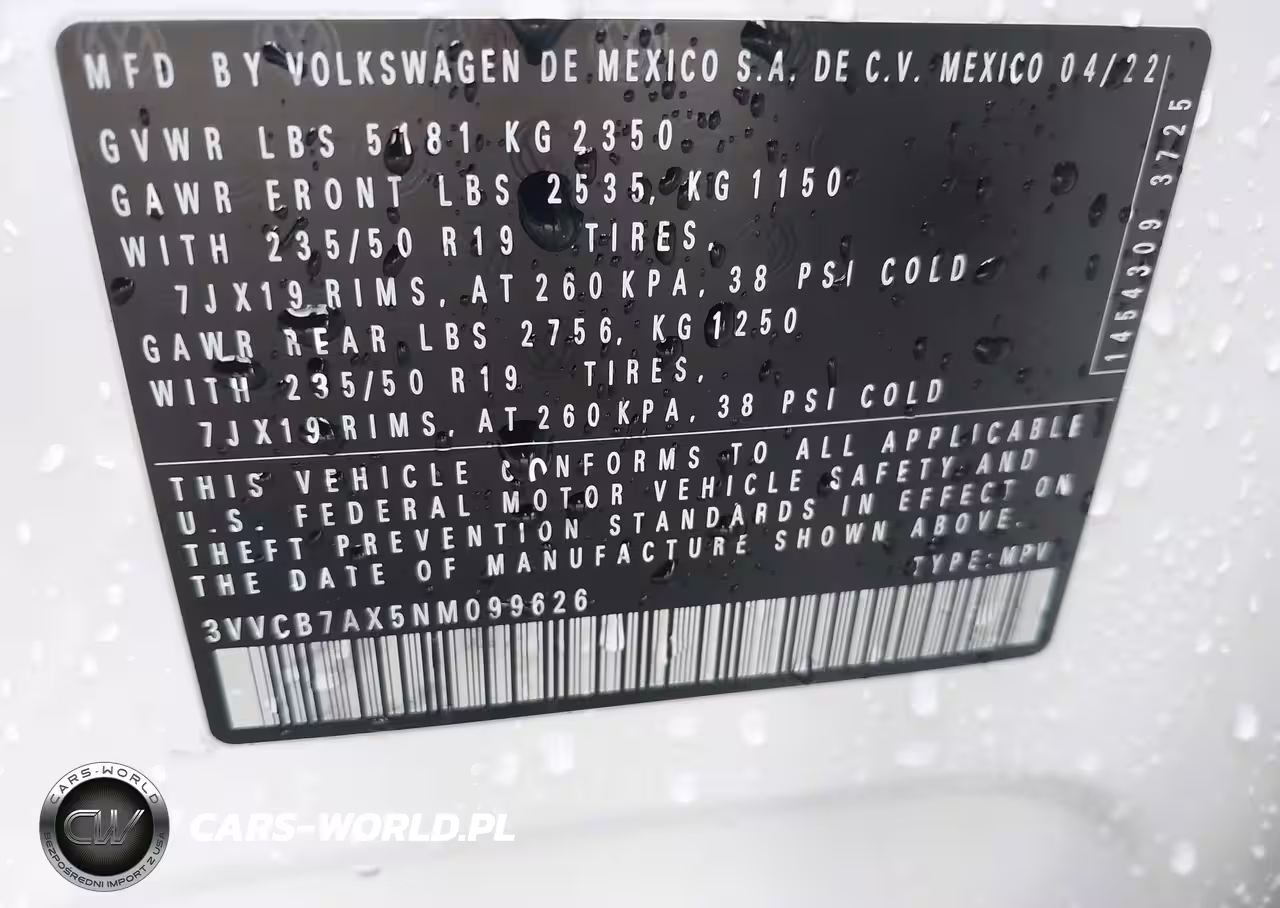 MFD BY VOLKSWAGEN DE MEXICO S.A. DE C.V. MEXICO 04/22
GVWR LBS 5181 KG 2350
GAWR FRONT LBS 2535, KG 1150
WITH 235/50 R19 TIRES,
7JX19 RIMS, AT 260 KPA, 38 PSI COLD
GAWR REAR LBS 2756, KG 1250
WITH 235/50 R19 TIRES,
7JX19 RIMS, AT 260 KPA, 38 PSI COLD
1454309 3725
THIS VEHICLE CONFORMS TO ALL APPLICABLE
U.S. FEDERAL MOTOR VEHICLE SAFETY AND
THEFT PREVENTION STANDARDS IN EFFECT ON
THE DATE OF MANUFACTURE SHOWN ABOVE.
TYPE: MPV
3VVCB7AX5NM099626
CARS-WORLD
CW
BEZPOŚREDNI IMPORT Z USA
CARS-WORLD.PL